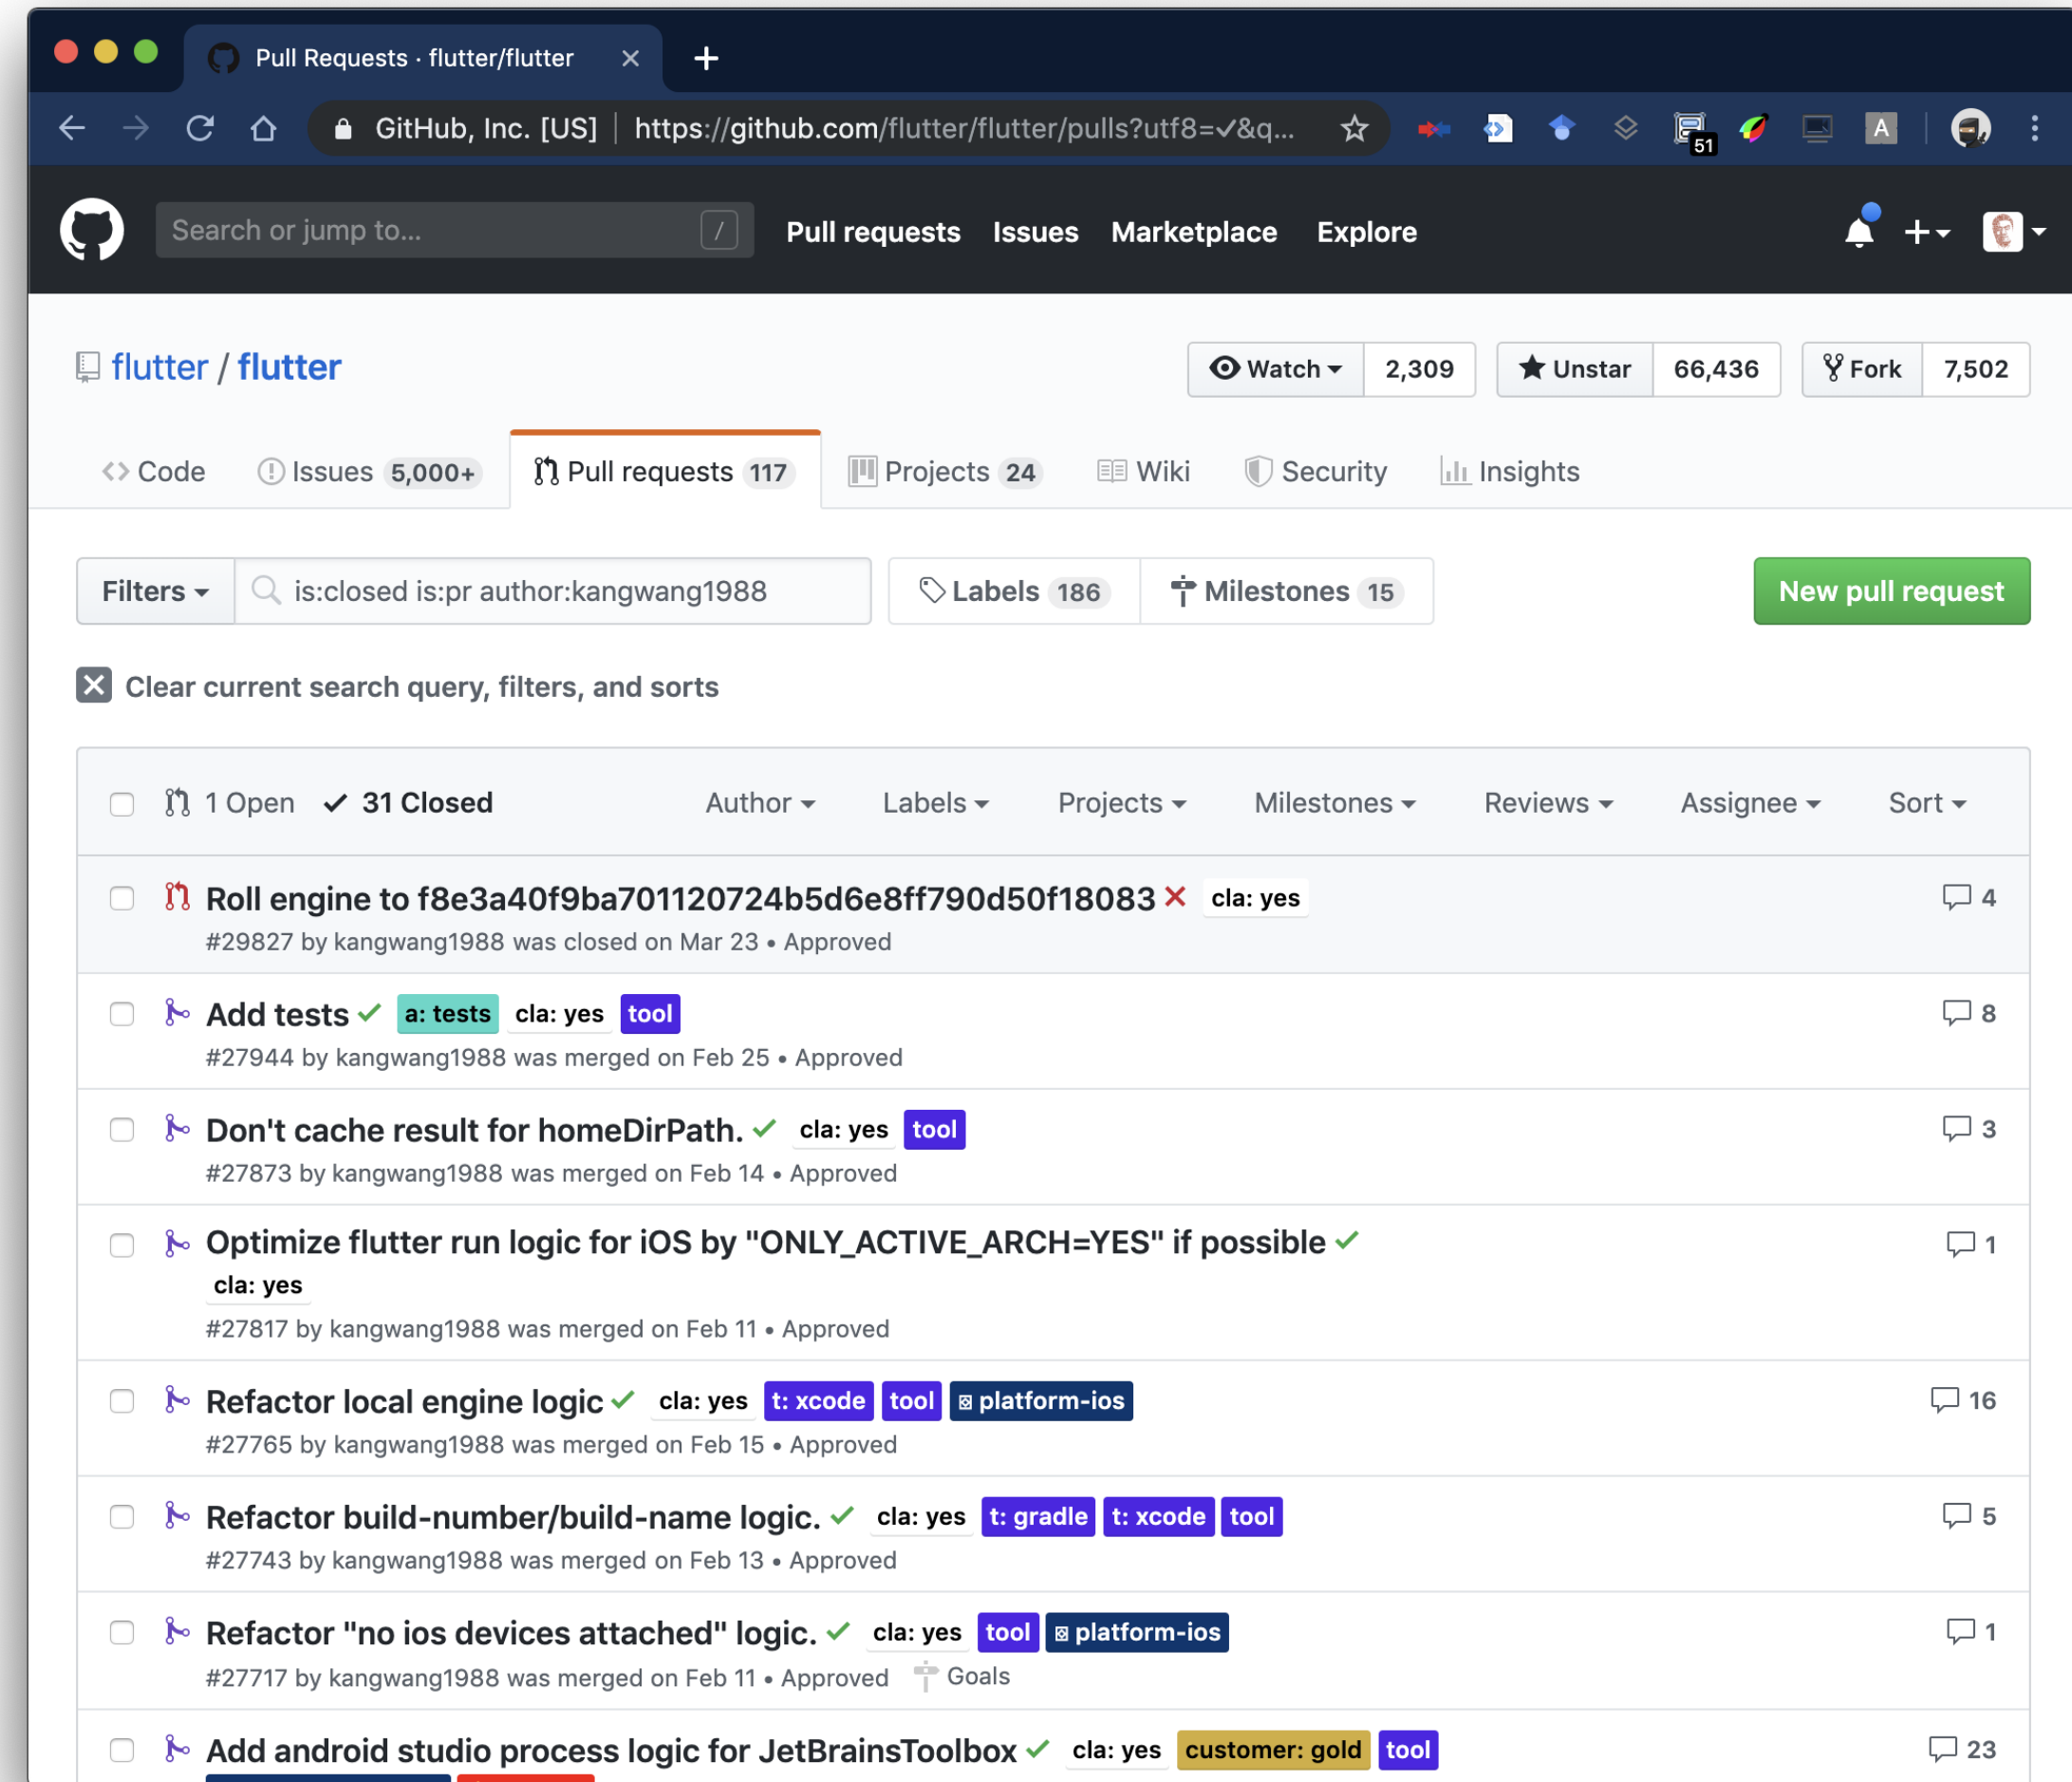 Pull Requests · flutter/flutter
GitHub, Inc. [US] | https://github.com/flutter/flutter/pulls?utf8=✓&q...
51
A
Search or jump to...
/
Pull requests Issues Marketplace Explore
flutter / flutter
Watch 2,309
Unstar 66,436
Fork 7,502
Code
Issues 5,000+
Pull requests 117
Projects 24
Wiki
Security
Insights
Filters
is:closed is:pr author:kangwang1988
Labels 186
Milestones 15
New pull request
Clear current search query, filters, and sorts
1 Open ✓ 31 Closed Author Labels Projects Milestones Reviews Assignee Sort
Roll engine to f8e3a40f9ba701120724b5d6e8ff790d50f18083 cla: yes 4
#29827 by kangwang1988 was closed on Mar 23 • Approved
Add tests a: tests cla: yes tool 8
#27944 by kangwang1988 was merged on Feb 25 • Approved
Don't cache result for homeDirPath. cla: yes tool 3
#27873 by kangwang1988 was merged on Feb 14 • Approved
Optimize flutter run logic for iOS by "ONLY_ACTIVE_ARCH=YES" if possible 1
cla: yes
#27817 by kangwang1988 was merged on Feb 11 • Approved
Refactor local engine logic cla: yes t: xcode tool platform-ios 16
#27765 by kangwang1988 was merged on Feb 15 • Approved
Refactor build-number/build-name logic. cla: yes t: gradle t: xcode tool 5
#27743 by kangwang1988 was merged on Feb 13 • Approved
Refactor "no ios devices attached" logic. cla: yes tool platform-ios 1
#27717 by kangwang1988 was merged on Feb 11 • Approved Goals
Add android studio process logic for JetBrainsToolbox cla: yes customer: gold tool 23